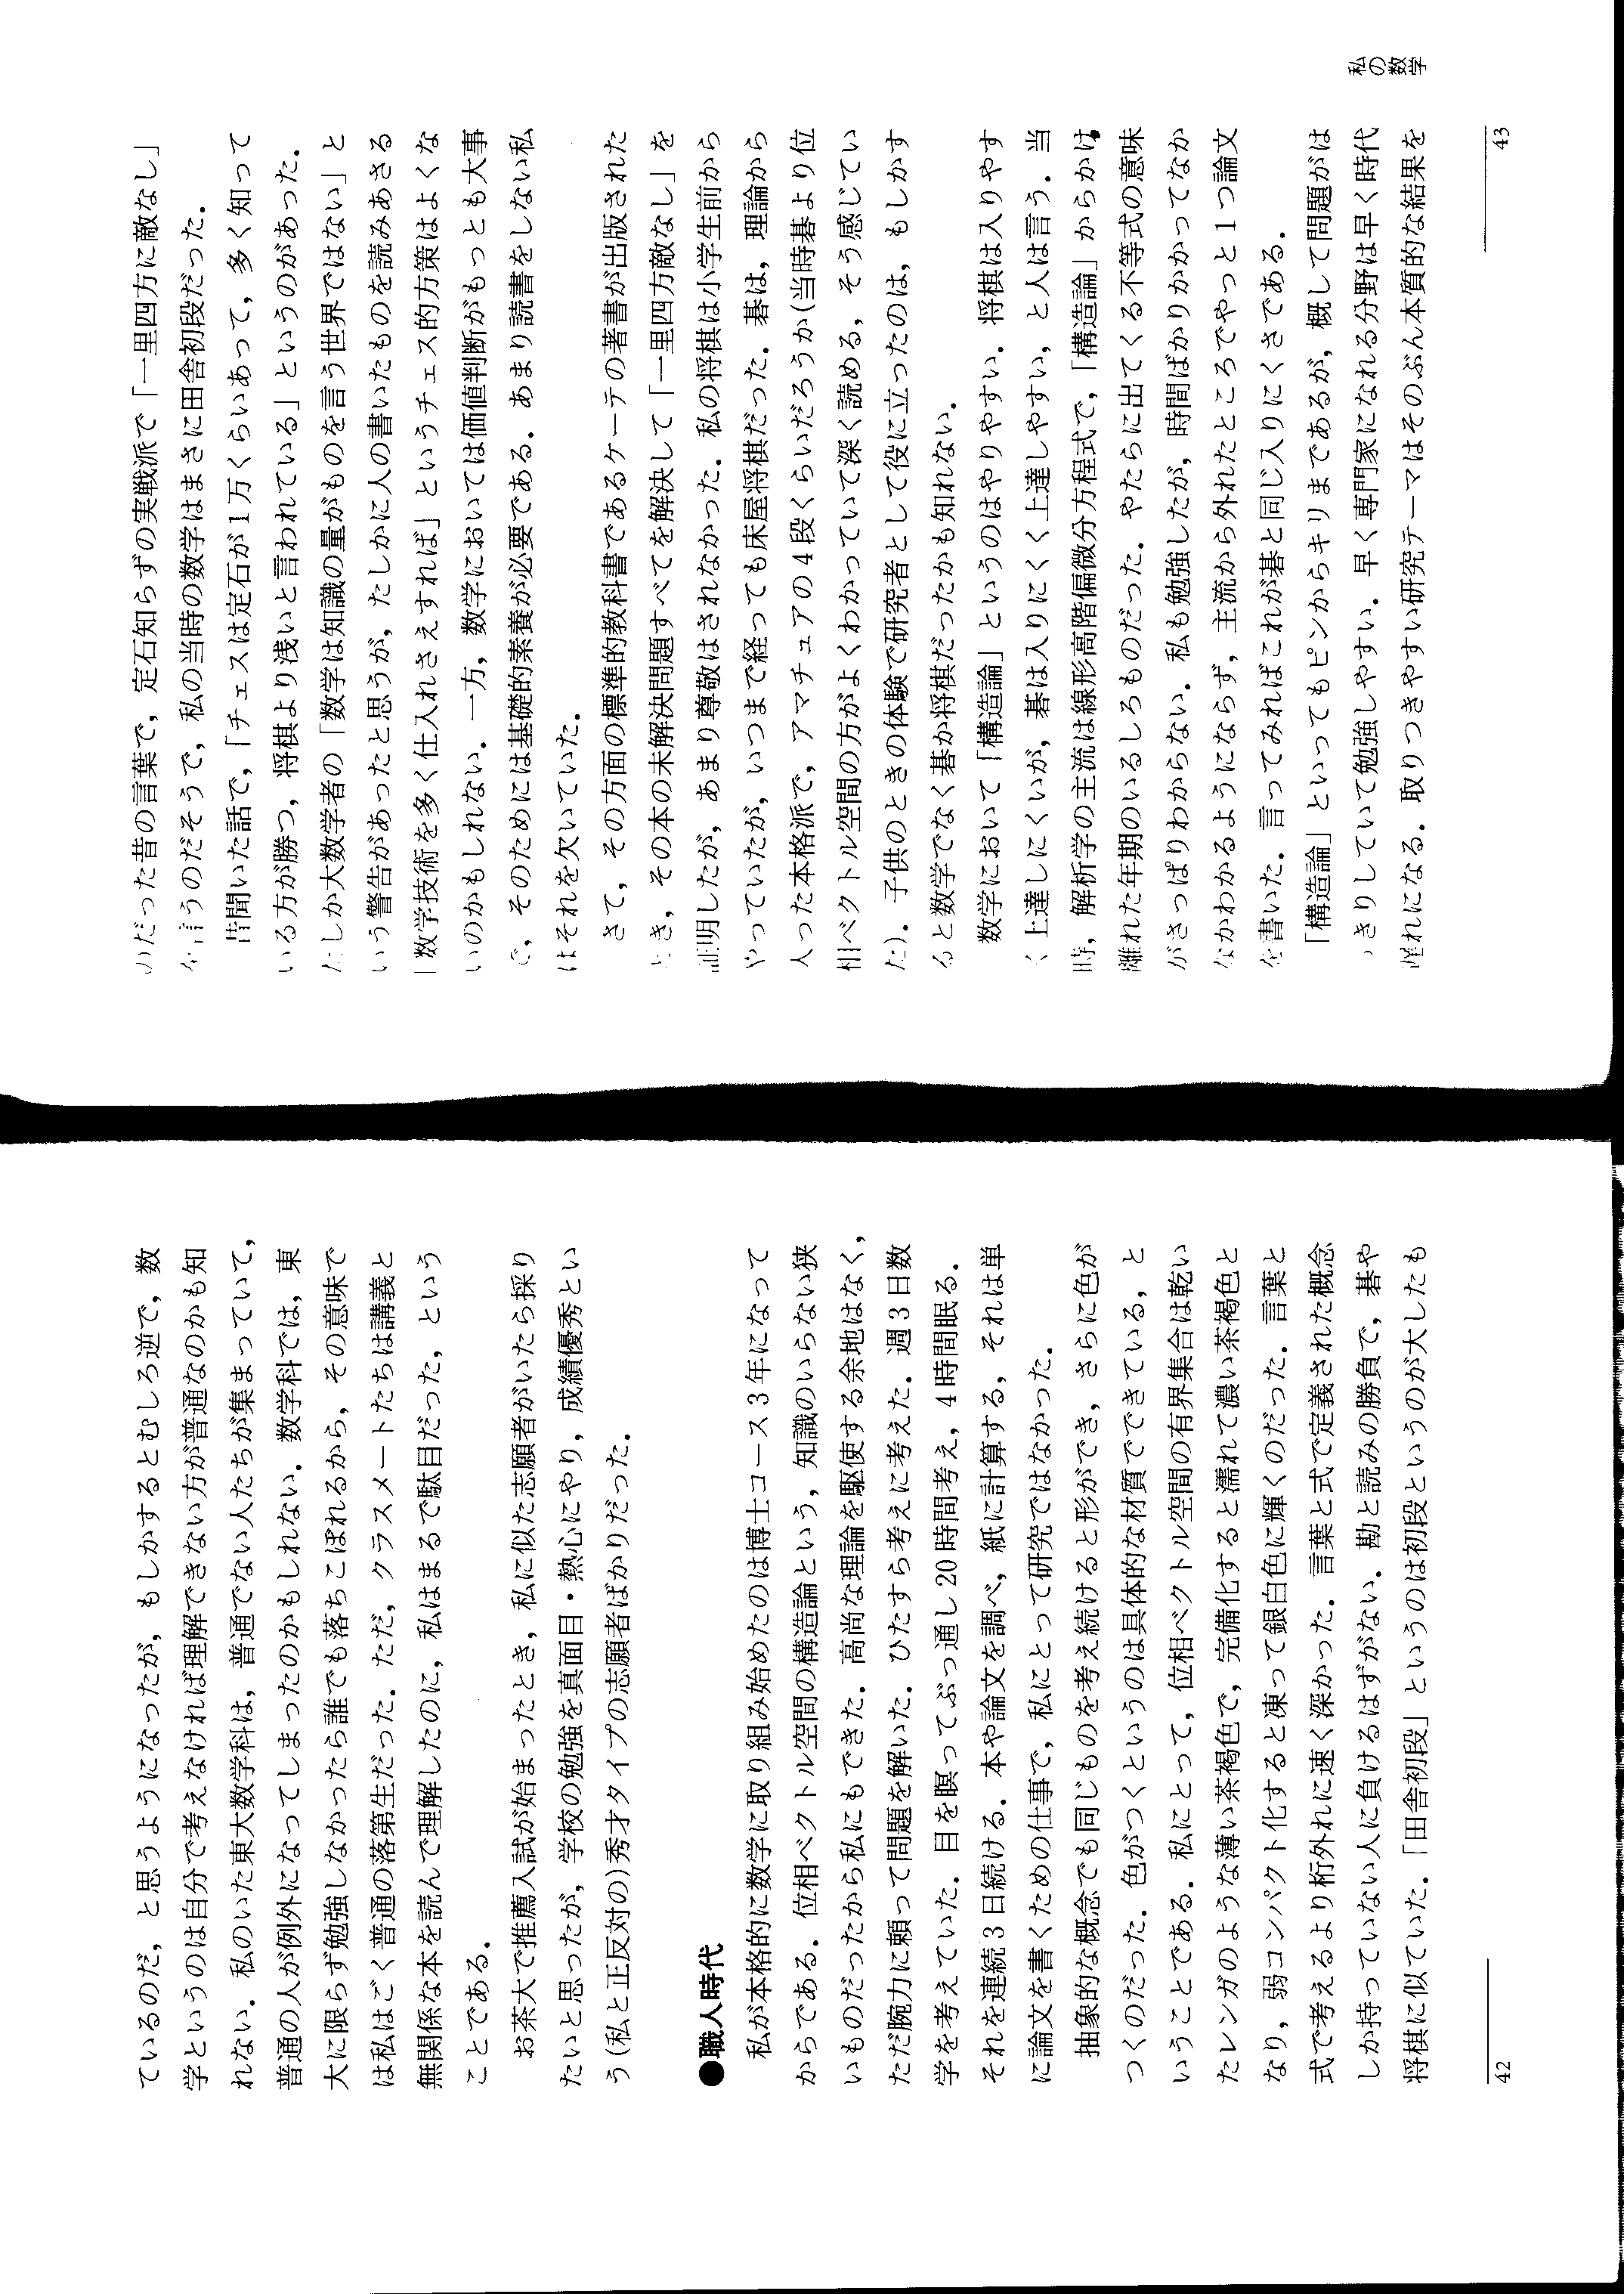 ているのだ，と思うようになったが，もしかするとむしろ逆で，数
学というのは自分で考えなければ理解できない方が普通なのかも知
れない．私のいた東大数学科は，普通でない人たちが集まっていて，
普通の人が例外になってしまったのかもしれない．数学科では，東
大に限らず勉強しなかったら誰でも落ちこぼれるから，その意味で
は私はごく普通の落第生だった．ただ，クラスメートたちは講義と
無関係な本を読んで理解したのに，私はまるで駄目だった，という
ことである．
お茶大で推薦入試が始まったとき，私に似た志願者がいたら採り
たいと思ったが，学校の勉強を真面目・熱心にやり，成績優秀とい
う(私と正反対の)秀才タイプの志願者ばかりだった．
●職人時代
私が本格的に数学に取り組み始めたのは博士コース3年になって
からである．位相ベクトル空間の構造論という，知識のいらない狭
いものだったから私にもできた．高尚な理論を駆使する余地はなく，
ただ腕力に頼って問題を解いた．ひたすら考えに考えた．週3日数
学を考えていた．目を瞑ってぶっ通し20時間考え，4時間眠る．
それを連続3日続ける．本や論文を調べ，紙に計算する，それは単
に論文を書くための仕事で，私にとって研究ではなかった．
抽象的な概念でも同じものを考え続けると形ができ，さらに色が
つくのだった．色がつくというのは具体的な材質でできている，と
いうことである．私にとって，位相ベクトル空間の有界集合は乾い
たレンガのような薄い茶褐色で，完備化すると濡れて濃い茶褐色と
なり，弱コンパクト化すると凍って銀白色に輝くのだった．言葉と
式で考えるより桁外れに速く深かった．言葉と式で定義された概念
しか持っていない人に負けるはずがない．勘と読みの勝負で，碁や
将棋に似ていた．「田舎初段」というのは初段というのが大したも
42
のだった昔の言葉で，定石知らずの実戦派で「一里四方に敵なし」
を言うのだそうで，私の当時の数学はまさに田舎初段だった．
昔聞いた話で，「チェスは定石が1万くらいあって，多く知って
いる方が勝つ，将棋より浅いと言われている」というのがあった．
たしか大数学者の「数学は知識の量がものを言う世界ではない」と
いう警告があったと思うが，たしかに人の書いたものを読みあさる
「数学技術を多く仕入れさえすれば」というチェス的方策はよくな
いのかもしれない．一方，数学においては価値判断がもっとも大事
で，そのためには基礎的素養が必要である．あまり読書をしない私
はそれを欠いていた．
さて，その方面の標準的教科書であるケーテの著書が出版された
とき，その本の未解決問題すべてを解決して「一里四方敵なし」を
証明したが，あまり尊敬はされなかった．私の将棋は小学生前から
やっていたが，いつまで経っても床屋将棋だった．碁は，理論から
入った本格派で，アマチュアの4段くらいだろうか(当時碁より位
相ベクトル空間の方がよくわかっていて深く読める，そう感じてい
た)．子供のときの体験で研究者として役に立ったのは，もしかす
ると数学でなく碁か将棋だったかも知れない．
数学において「構造論」というのはやりやすい．将棋は入りやす
く上達しにくいが，碁は入りにくく上達しやすい，と人は言う．当
時，解析学の主流は線形高階偏微分方程式で，「構造論」からかけ
離れた年期のいるしろものだった．やたらに出てくる不等式の意味
がさっぱりわからない．私も勉強したが，時間ばかりかかってなか
なかわかるようにならず，主流から外れたところでやっと1つ論文
を書いた．言ってみればこれが碁と同じ入りにくさである．
「構造論」といってもピンからキリまであるが，概して問題がは
っきりしていて勉強しやすい．早く専門家になれる分野は早く時代
遅れになる．取りつきやすい研究テーマはそのぶん本質的な結果を
私の数学
43